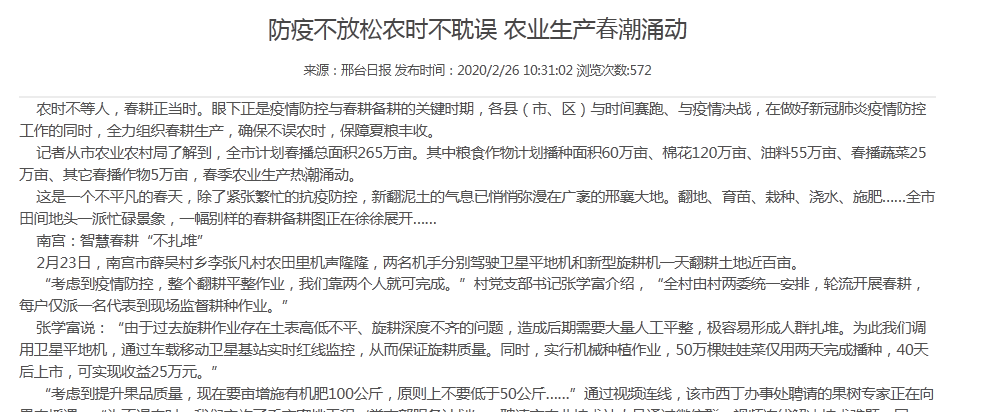 防疫不放松农时不耽误 农业生产春潮涌动
来源：邢台日报 发布时间：2020/2/26 10:31:02 浏览次数:572
农时不等人，春耕正当时。眼下正是疫情防控与春耕备耕的关键时期，各县（市、区）与时间赛跑、与疫情决战，在做好新冠肺炎疫情防控
工作的同时，全力组织春耕生产，确保不误农时，保障夏粮丰收。
记者从市农业农村局了解到，全市计划春播总面积265万亩。其中粮食作物计划播种面积60万亩、棉花120万亩、油料55万亩、春播蔬菜25
万亩、其它春播作物5万亩，春季农业生产热潮涌动。
这是一个不平凡的春天，除了紧张繁忙的抗疫防控，新翻泥土的气息已悄悄弥漫在广袤的邢襄大地。翻地、育苗、栽种、浇水、施肥……全市
田间地头一派忙碌景象，一幅别样的春耕备耕图正在徐徐展开……
南宫：智慧春耕“不扎堆”
2月23日，南宫市薛吴村乡李张凡村农田里机声隆隆，两名机手分别驾驶卫星平地机和新型旋耕机一天翻耕土地近百亩。
“考虑到疫情防控，整个翻耕平整作业，我们靠两个人就可完成。”村党支部书记张学富介绍，“全村由村两委统一安排，轮流开展春耕，
每户仅派一名代表到现场监督耕种作业。”
张学富说：“由于过去旋耕作业存在土表高低不平、旋耕深度不齐的问题，造成后期需要大量人工平整，极容易形成人群扎堆。为此我们调
用卫星平地机，通过车载移动卫星基站实时红线监控，从而保证旋耕质量。同时，实行机械种植作业，50万棵娃娃菜仅用两天完成播种，40天
后上市，可实现收益25万元。”
“考虑到提升果品质量，现在要亩增施有机肥100公斤，原则上不要低于50公斤……”通过视频连线，该市西丁办事处聘请的果树专家正在向